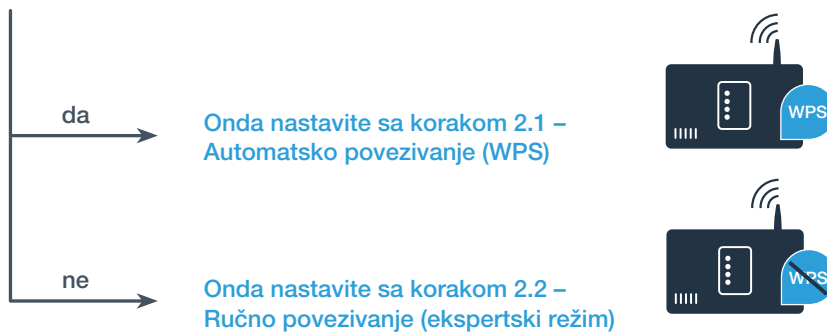 da
Onda nastavite sa korakom 2.1 –
Automatsko povezivanje (WPS)
WPS
ne
Onda nastavite sa korakom 2.2 –
Ručno povezivanje (ekspertski režim)
WPS